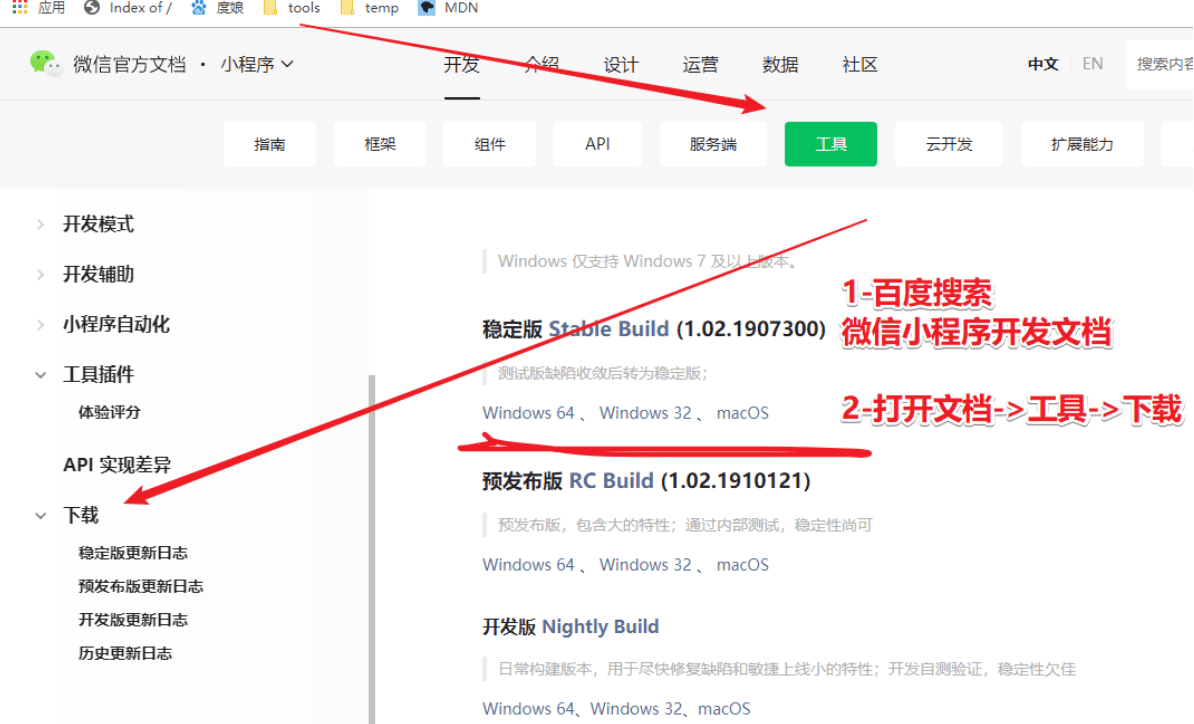 应用 Index of / 度娘 tools temp MDN
微信官方文档 · 小程序 开发 介绍 设计 运营 数据 社区 中文 EN 搜索内容
指南 框架 组件 API 服务端 工具 云开发 扩展能力
开发模式
开发辅助
小程序自动化
工具插件
体验评分
API 实现差异
下载
稳定版更新日志
预发布版更新日志
开发版更新日志
历史更新日志
Windows 仅支持 Windows 7 及以上版本。
稳定版 Stable Build (1.02.1907300)
测试版缺陷收敛后转为稳定版；
Windows 64 、 Windows 32 、 macOS
预发布版 RC Build (1.02.1910121)
预发布版，包含大的特性；通过内部测试，稳定性尚可
Windows 64 、 Windows 32 、 macOS
开发版 Nightly Build
日常构建版本，用于尽快修复缺陷和敏捷上线小的特性；开发自测验证，稳定性欠佳
Windows 64、Windows 32、macOS
1-百度搜索
微信小程序开发文档
2-打开文档->工具->下载